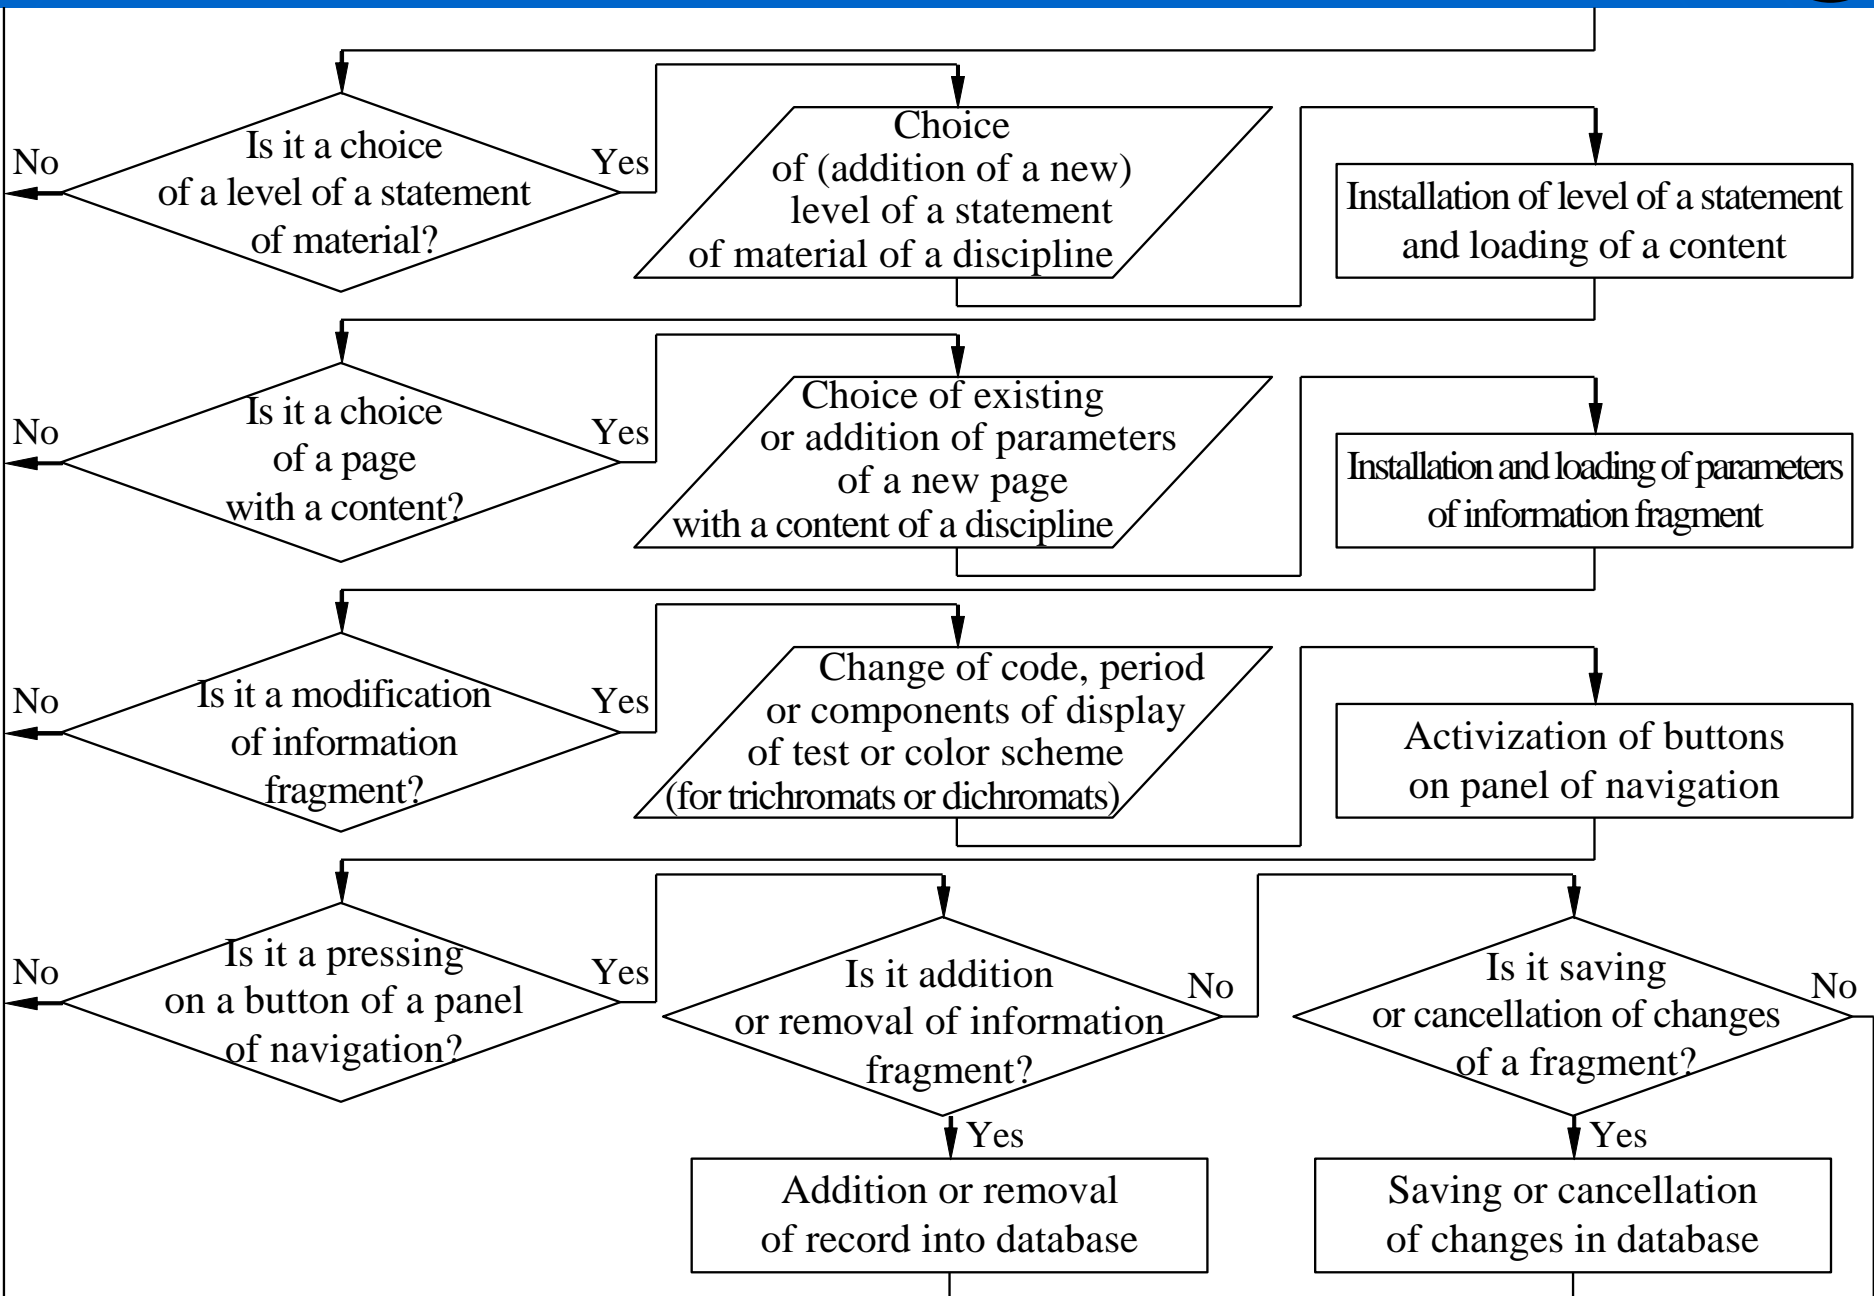 No
Is it a choice
of a level of a statement
of material?
Yes
Choice
of (addition of a new)
level of a statement
of material of a discipline
Installation of level of a statement
and loading of a content
No
Is it a choice
of a page
with a content?
Yes
Choice of existing
or addition of parameters
of a new page
with a content of a discipline
Installation and loading of parameters
of information fragment
No
Is it a modification
of information
fragment?
Yes
Change of code, period
or components of display
of test or color scheme
(for trichromats or dichromats)
Activization of buttons
on panel of navigation
No
Is it a pressing
on a button of a panel
of navigation?
Yes
Is it addition
or removal of information
fragment?
No
Is it saving
or cancellation of changes
of a fragment?
No
Yes
Addition or removal
of record into database
Yes
Saving or cancellation
of changes in database